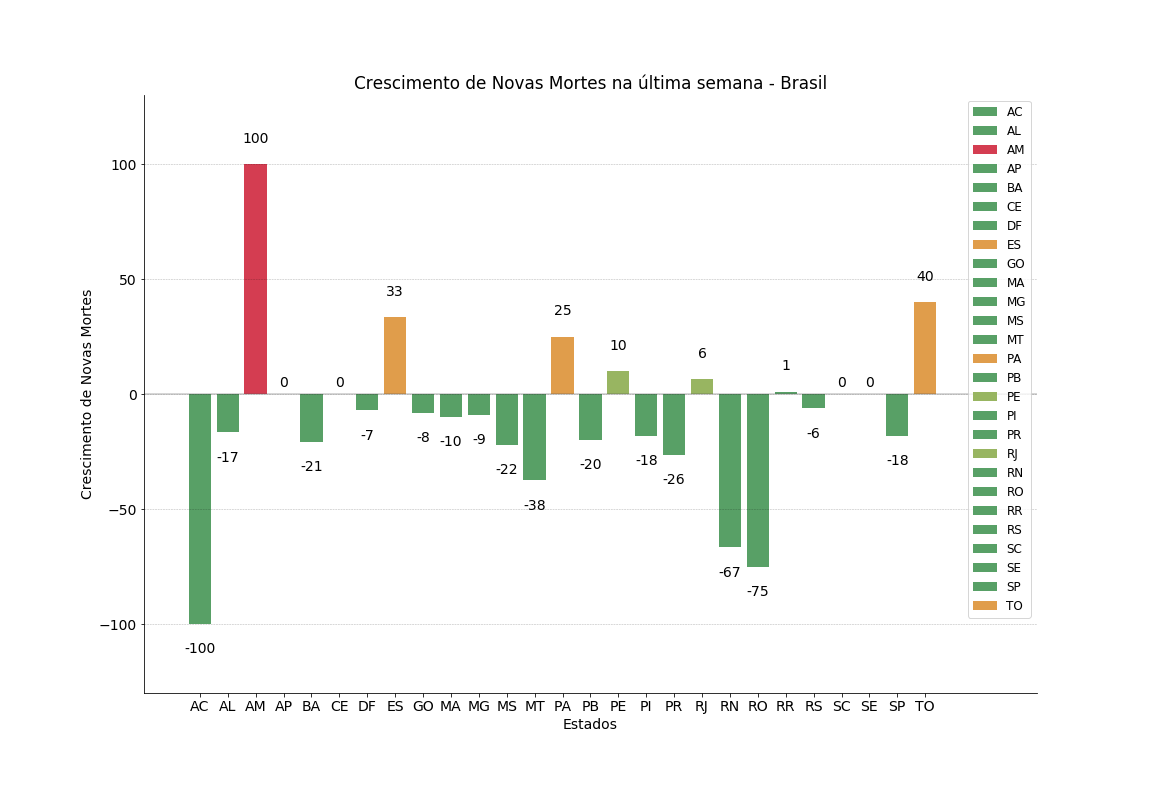 Crescimento de Novas Mortes na última semana - Brasil
Crescimento de Novas Mortes
100
50
0
−50
−100
-100
-17
100
0
-21
0
-7
33
-8
-10
-9
-22
-38
25
-20
10
-18
-26
6
-67
-75
1
-6
0
0
-18
40
AC AL AM AP BA CE DF ES GO MA MG MS MT PA PB PE PI PR RJ RN RO RR RS SC SE SP TO
Estados
AC
AL
AM
AP
BA
CE
DF
ES
GO
MA
MG
MS
MT
PA
PB
PE
PI
PR
RJ
RN
RO
RR
RS
SC
SE
SP
TO